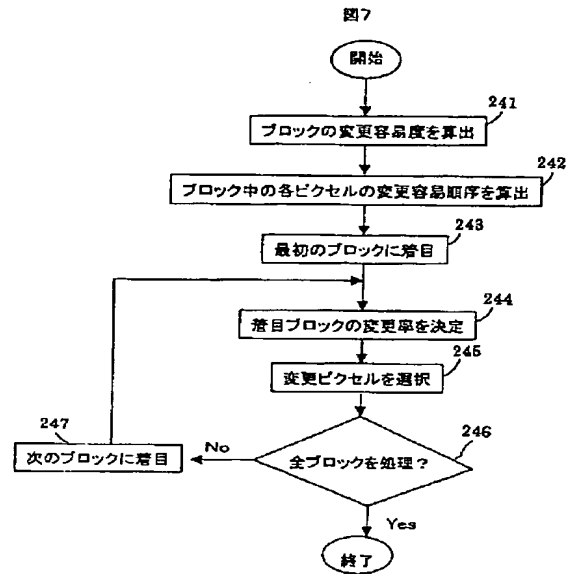 図7
開始
241
ブロックの変更容易度を算出
242
ブロック中の各ピクセルの変更容易順序を算出
243
最初のブロックに着目
244
着目ブロックの変更率を決定
245
変更ピクセルを選択
246
全ブロックを処理？
No
247
次のブロックに着目
Yes
終了